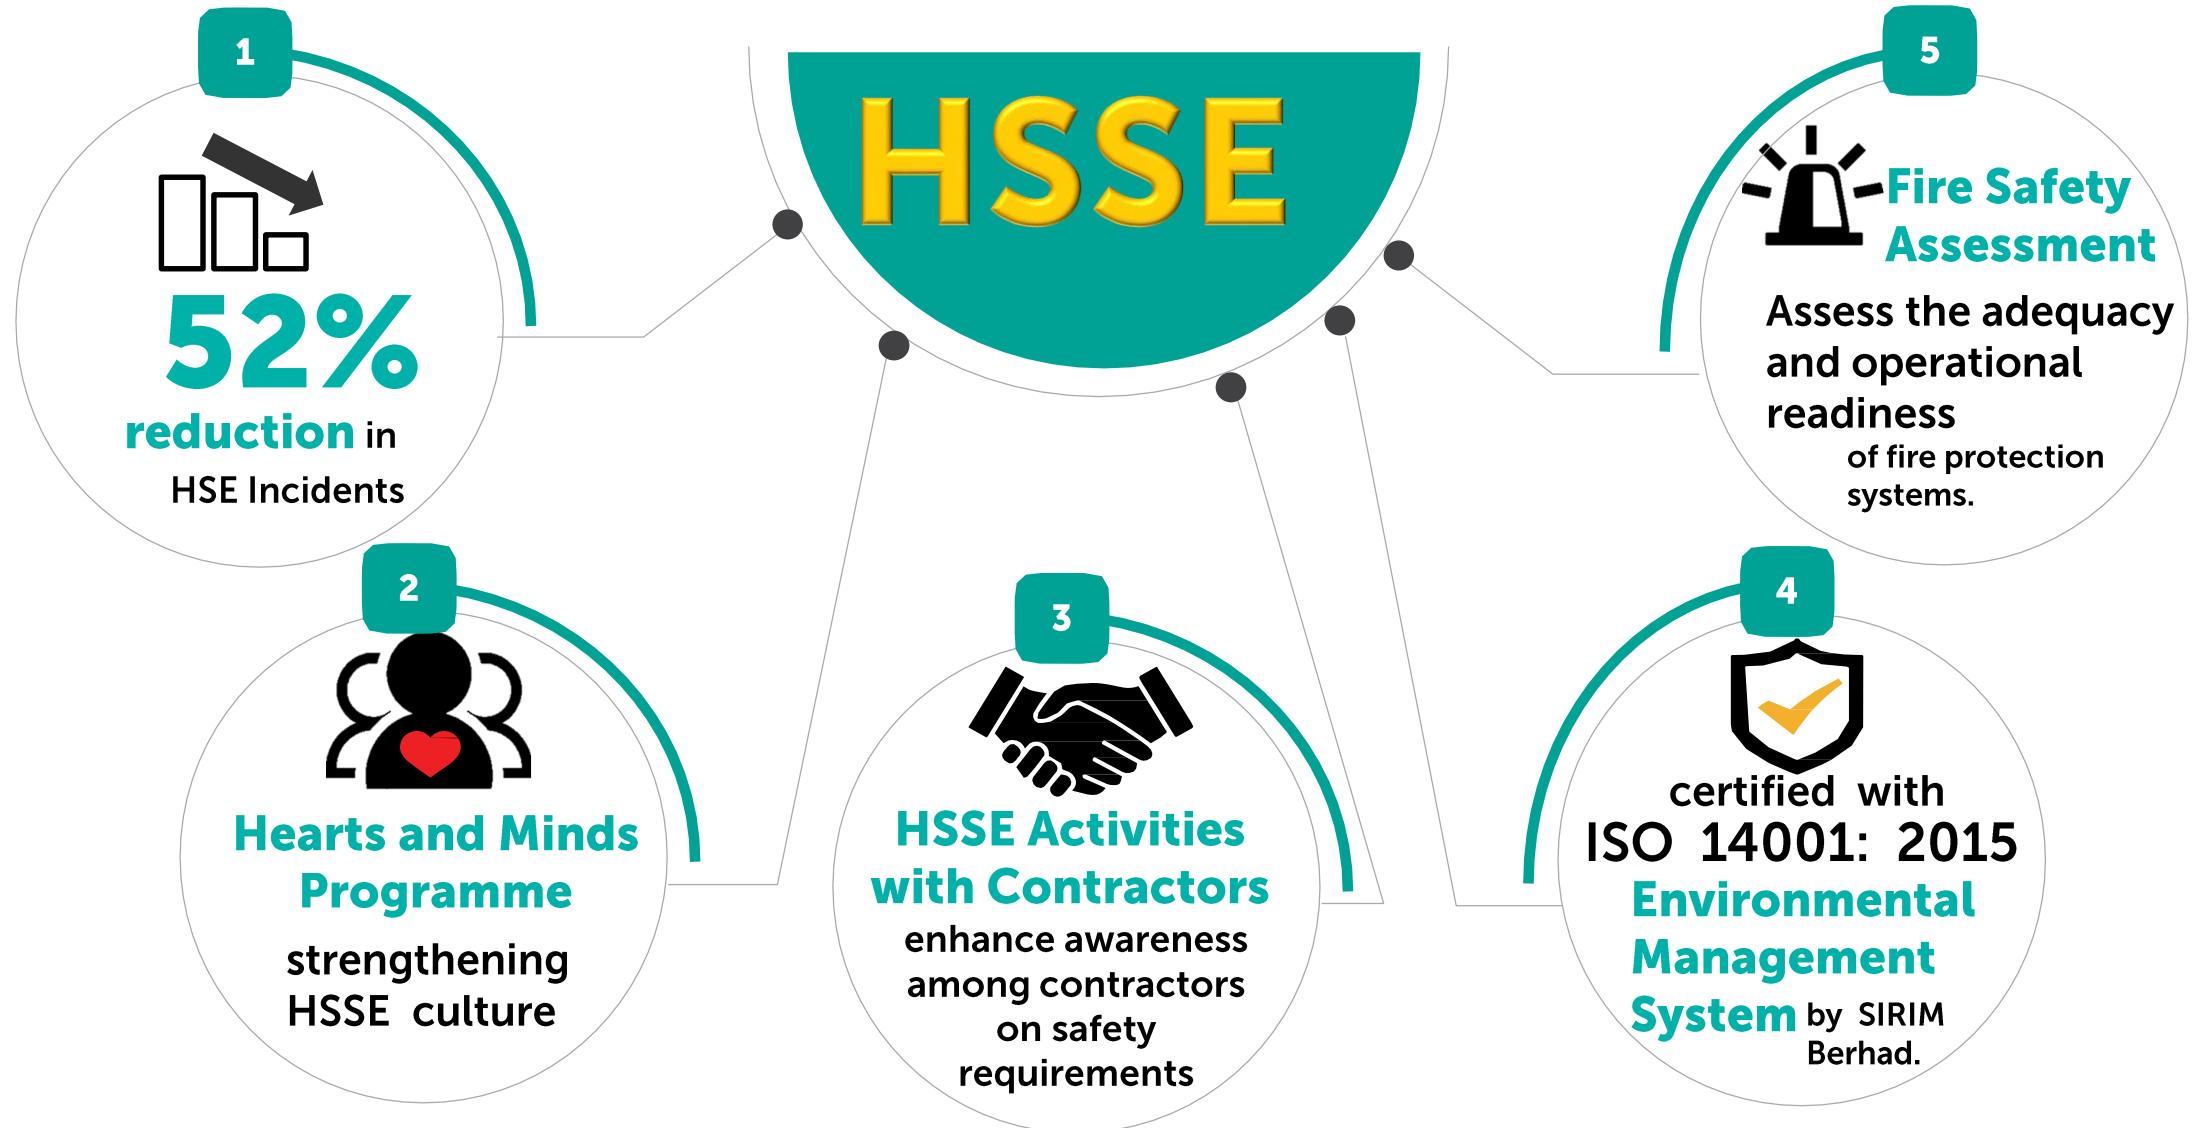 HSSE
1
52%
reduction in
HSE Incidents
2
Hearts and Minds
Programme
strengthening
HSSE culture
3
HSSE Activities
with Contractors
enhance awareness
among contractors
on safety
requirements
4
certified with
ISO 14001: 2015
Environmental
Management
System by SIRIM
Berhad.
5
Fire Safety
Assessment
Assess the adequacy
and operational
readiness
of fire protection
systems.